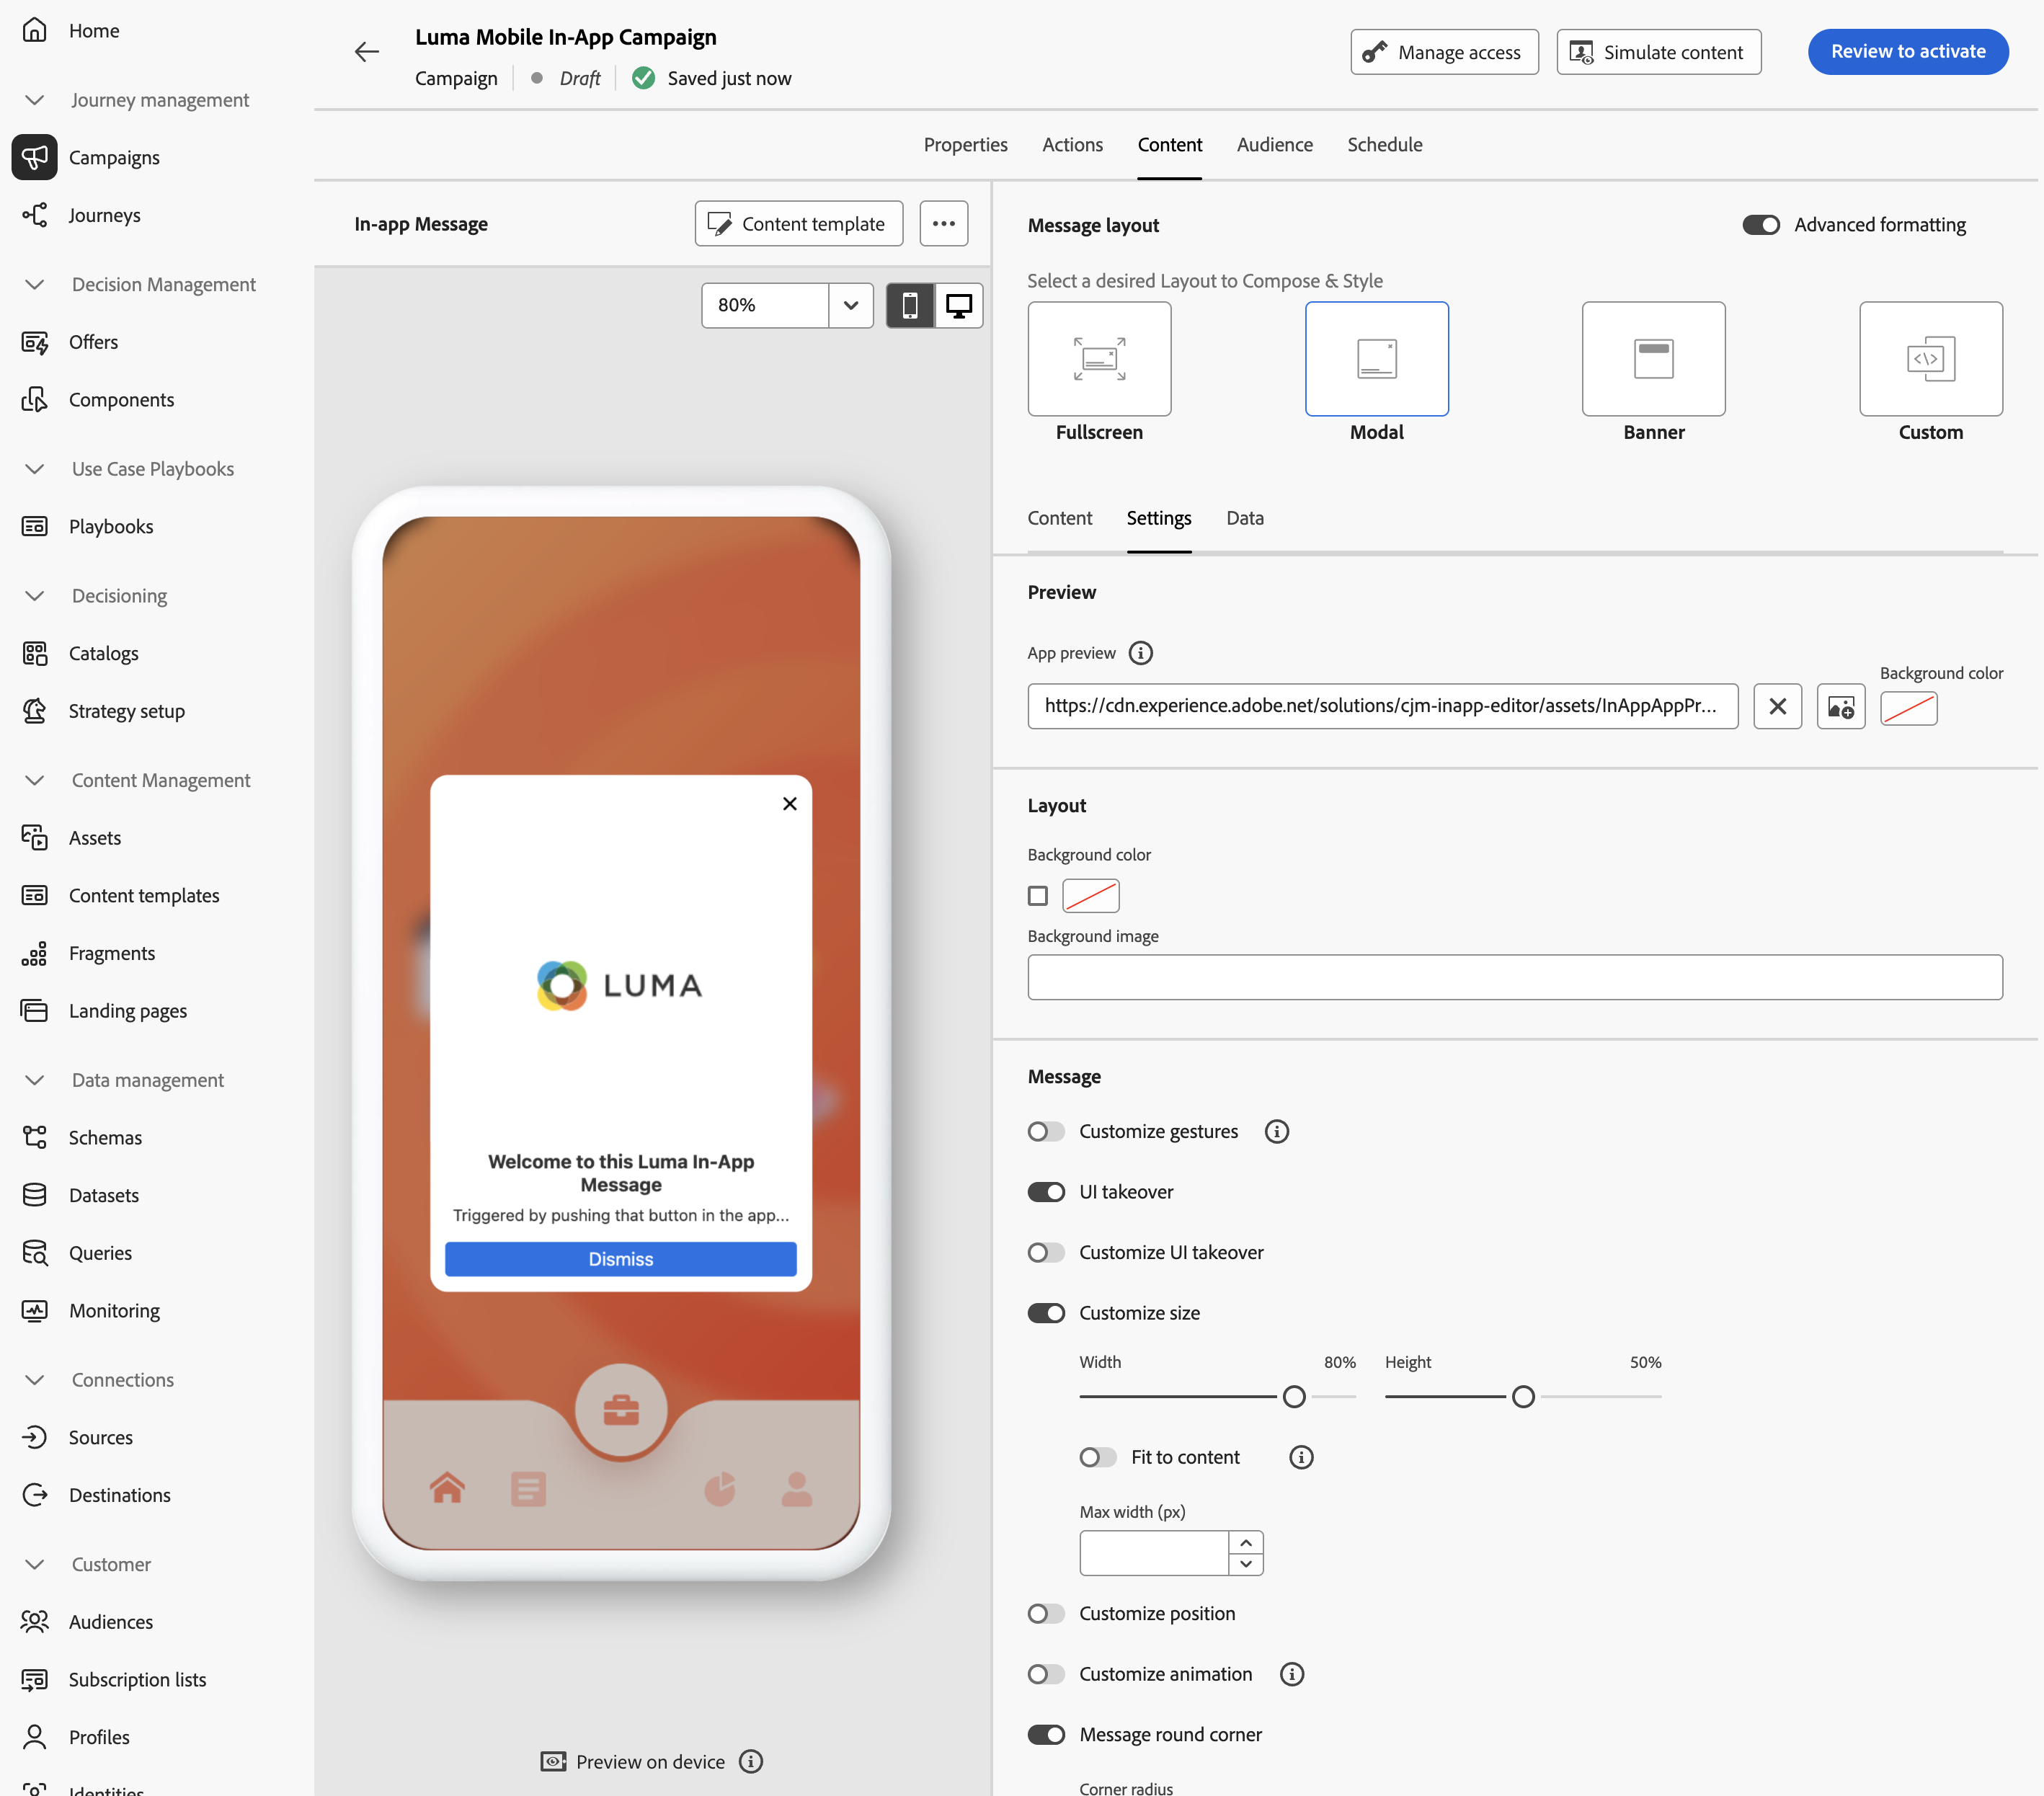 Home
Journey management
Campaigns
Journeys
Decision Management
Offers
Components
Use Case Playbooks
Playbooks
Decisioning
Catalogs
Strategy setup
Content Management
Assets
Content templates
Fragments
Landing pages
Data management
Schemas
Datasets
Queries
Monitoring
Connections
Sources
Destinations
Customer
Audiences
Subscription lists
Profiles
Identities
Luma Mobile In-App Campaign
Campaign Draft Saved just now
Manage access
Simulate content
Review to activate
Properties Actions Content Audience Schedule
In-app Message
Content template
80%
LUMA
Welcome to this Luma In-App
Message
Triggered by pushing that button in the app...
Dismiss
Preview on device
Message layout
Advanced formatting
Select a desired Layout to Compose & Style
Fullscreen Modal Banner Custom
Content Settings Data
Preview
App preview
Background color
https://cdn.experience.adobe.net/solutions/cjm-inapp-editor/assets/InAppAppPr...
Layout
Background color
Background image
Message
Customize gestures
UI takeover
Customize UI takeover
Customize size
Width 80% Height 50%
Fit to content
Max width (px)
Customize position
Customize animation
Message round corner
Corner radius